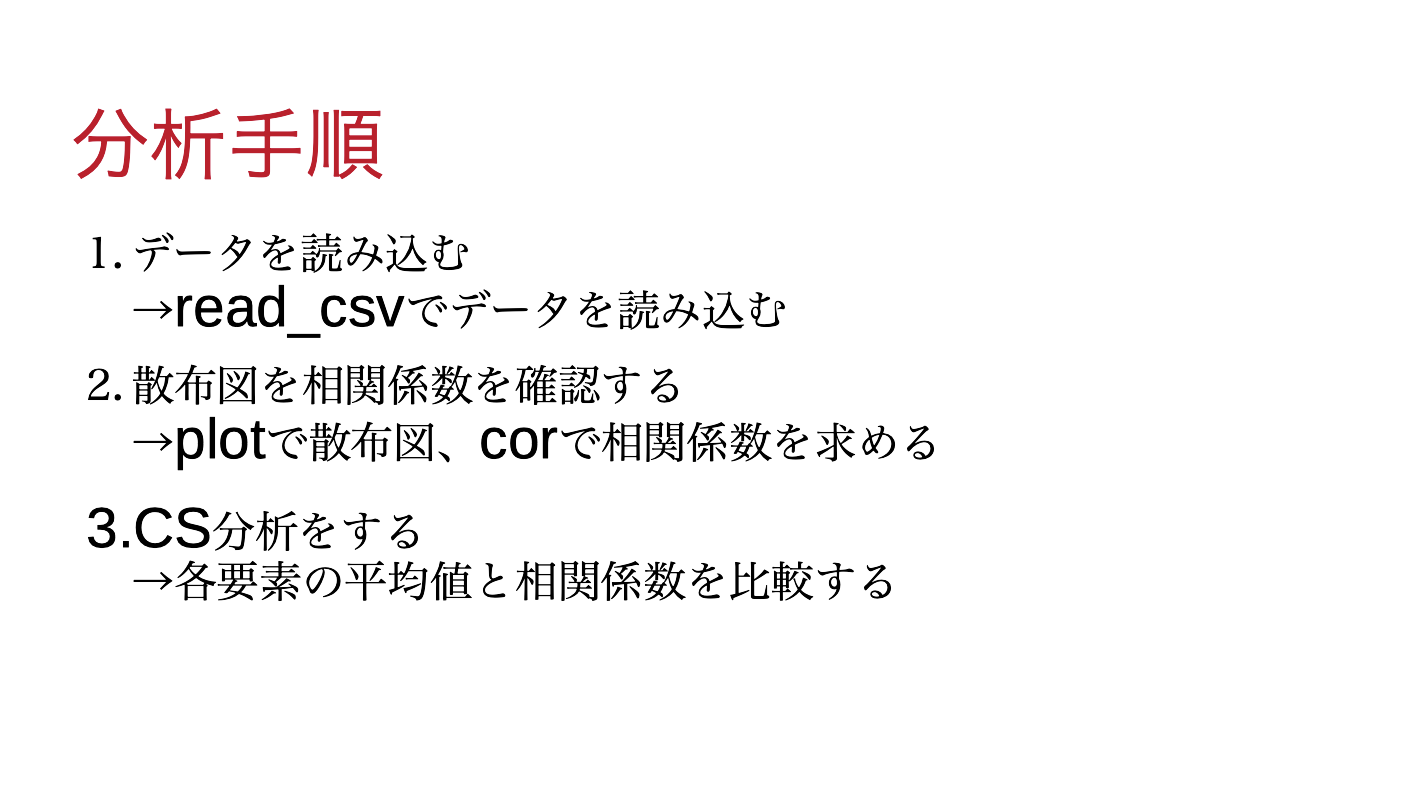 分析手順
1. データを読み込む
→read_csvでデータを読み込む
2. 散布図を相関係数を確認する
→plotで散布図、corで相関係数を求める
3.CS分析をする
→各要素の平均値と相関係数を比較する